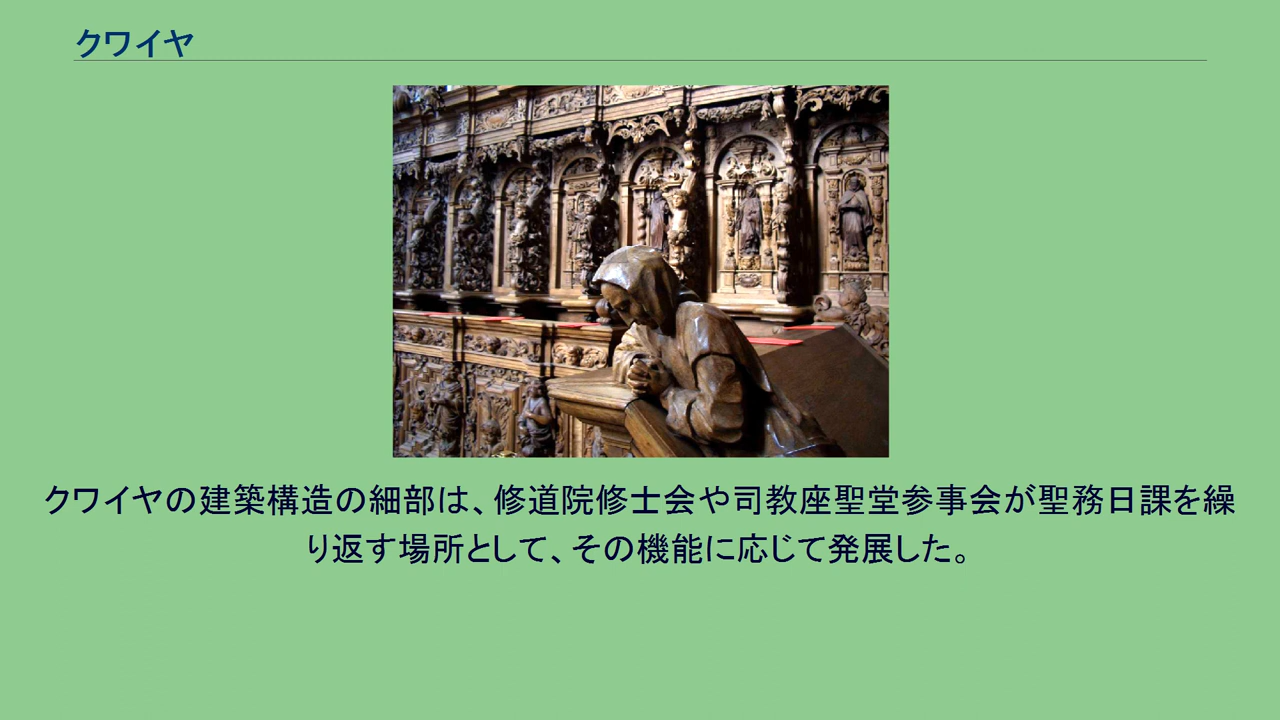 クワイヤ
クワイヤの建築構造の細部は、修道院修士会や司教座聖堂参事会が聖務日課を繰
り返す場所として、その機能に応じて発展した。